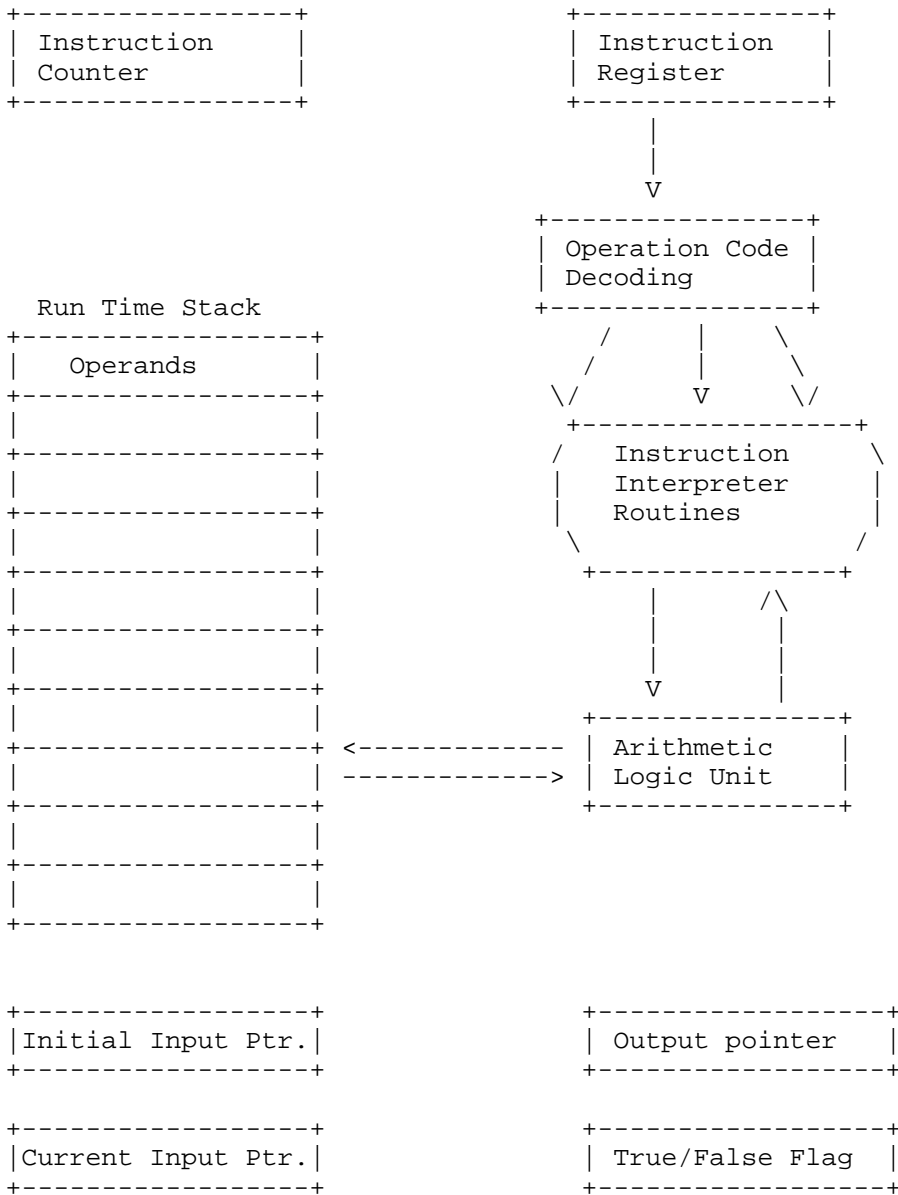 Instruction
Counter
Instruction
Register
Operation Code
Decoding
Run Time Stack
Operands
Instruction
Interpreter
Routines
Arithmetic
Logic Unit
Initial Input Ptr.
Output pointer
Current Input Ptr.
True/False Flag